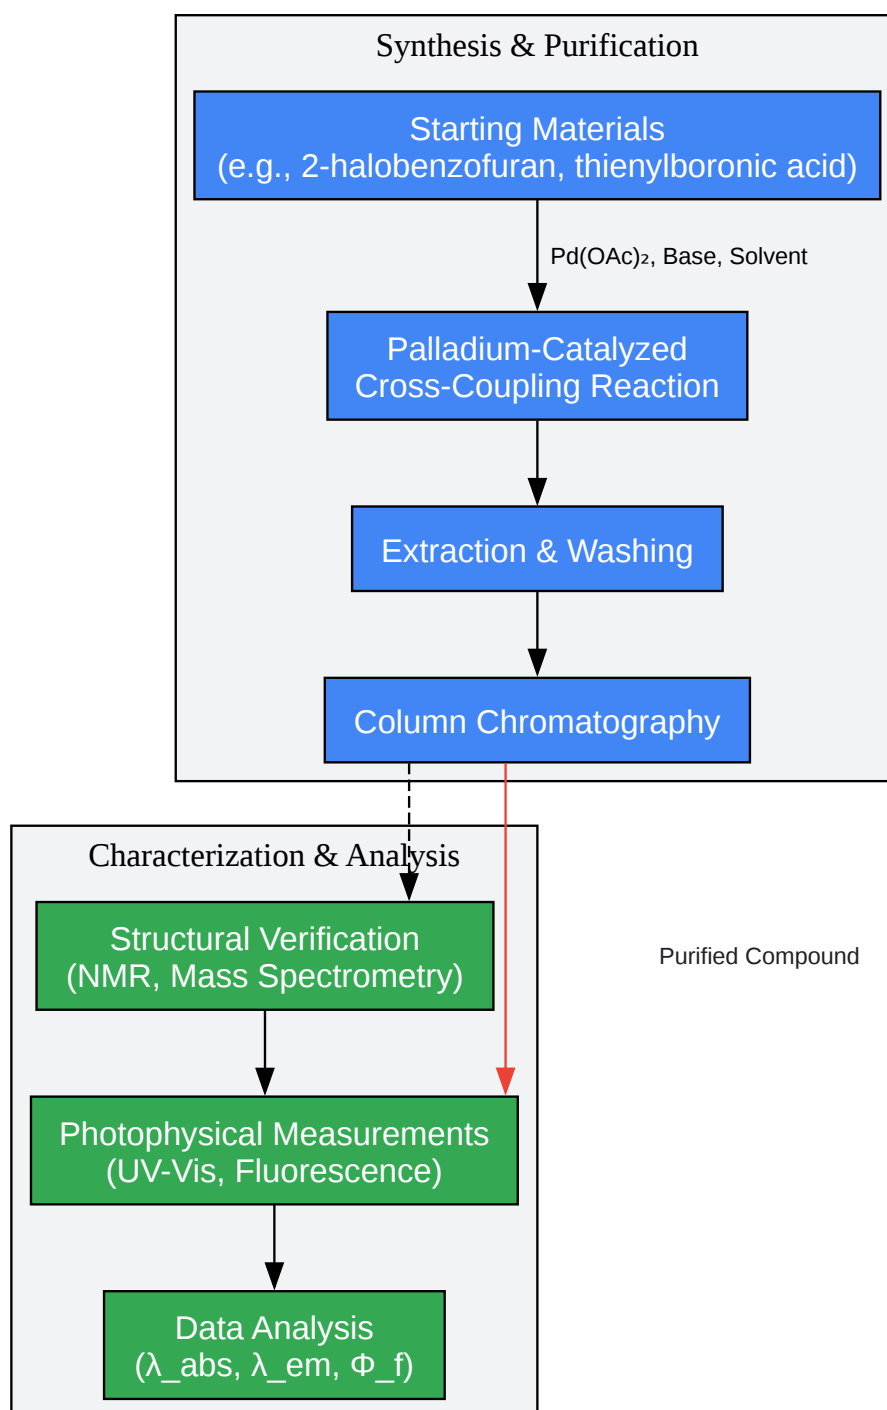 Synthesis & Purification
Starting Materials
(e.g., 2-halobenzofuran, thienylboronic acid)
Pd(OAc)₂, Base, Solvent
Palladium-Catalyzed
Cross-Coupling Reaction
Extraction & Washing
Column Chromatography
Characterization & Analysis
Structural Verification
(NMR, Mass Spectrometry)
Purified Compound
Photophysical Measurements
(UV-Vis, Fluorescence)
Data Analysis
(λ_abs, λ_em, Φ_f)